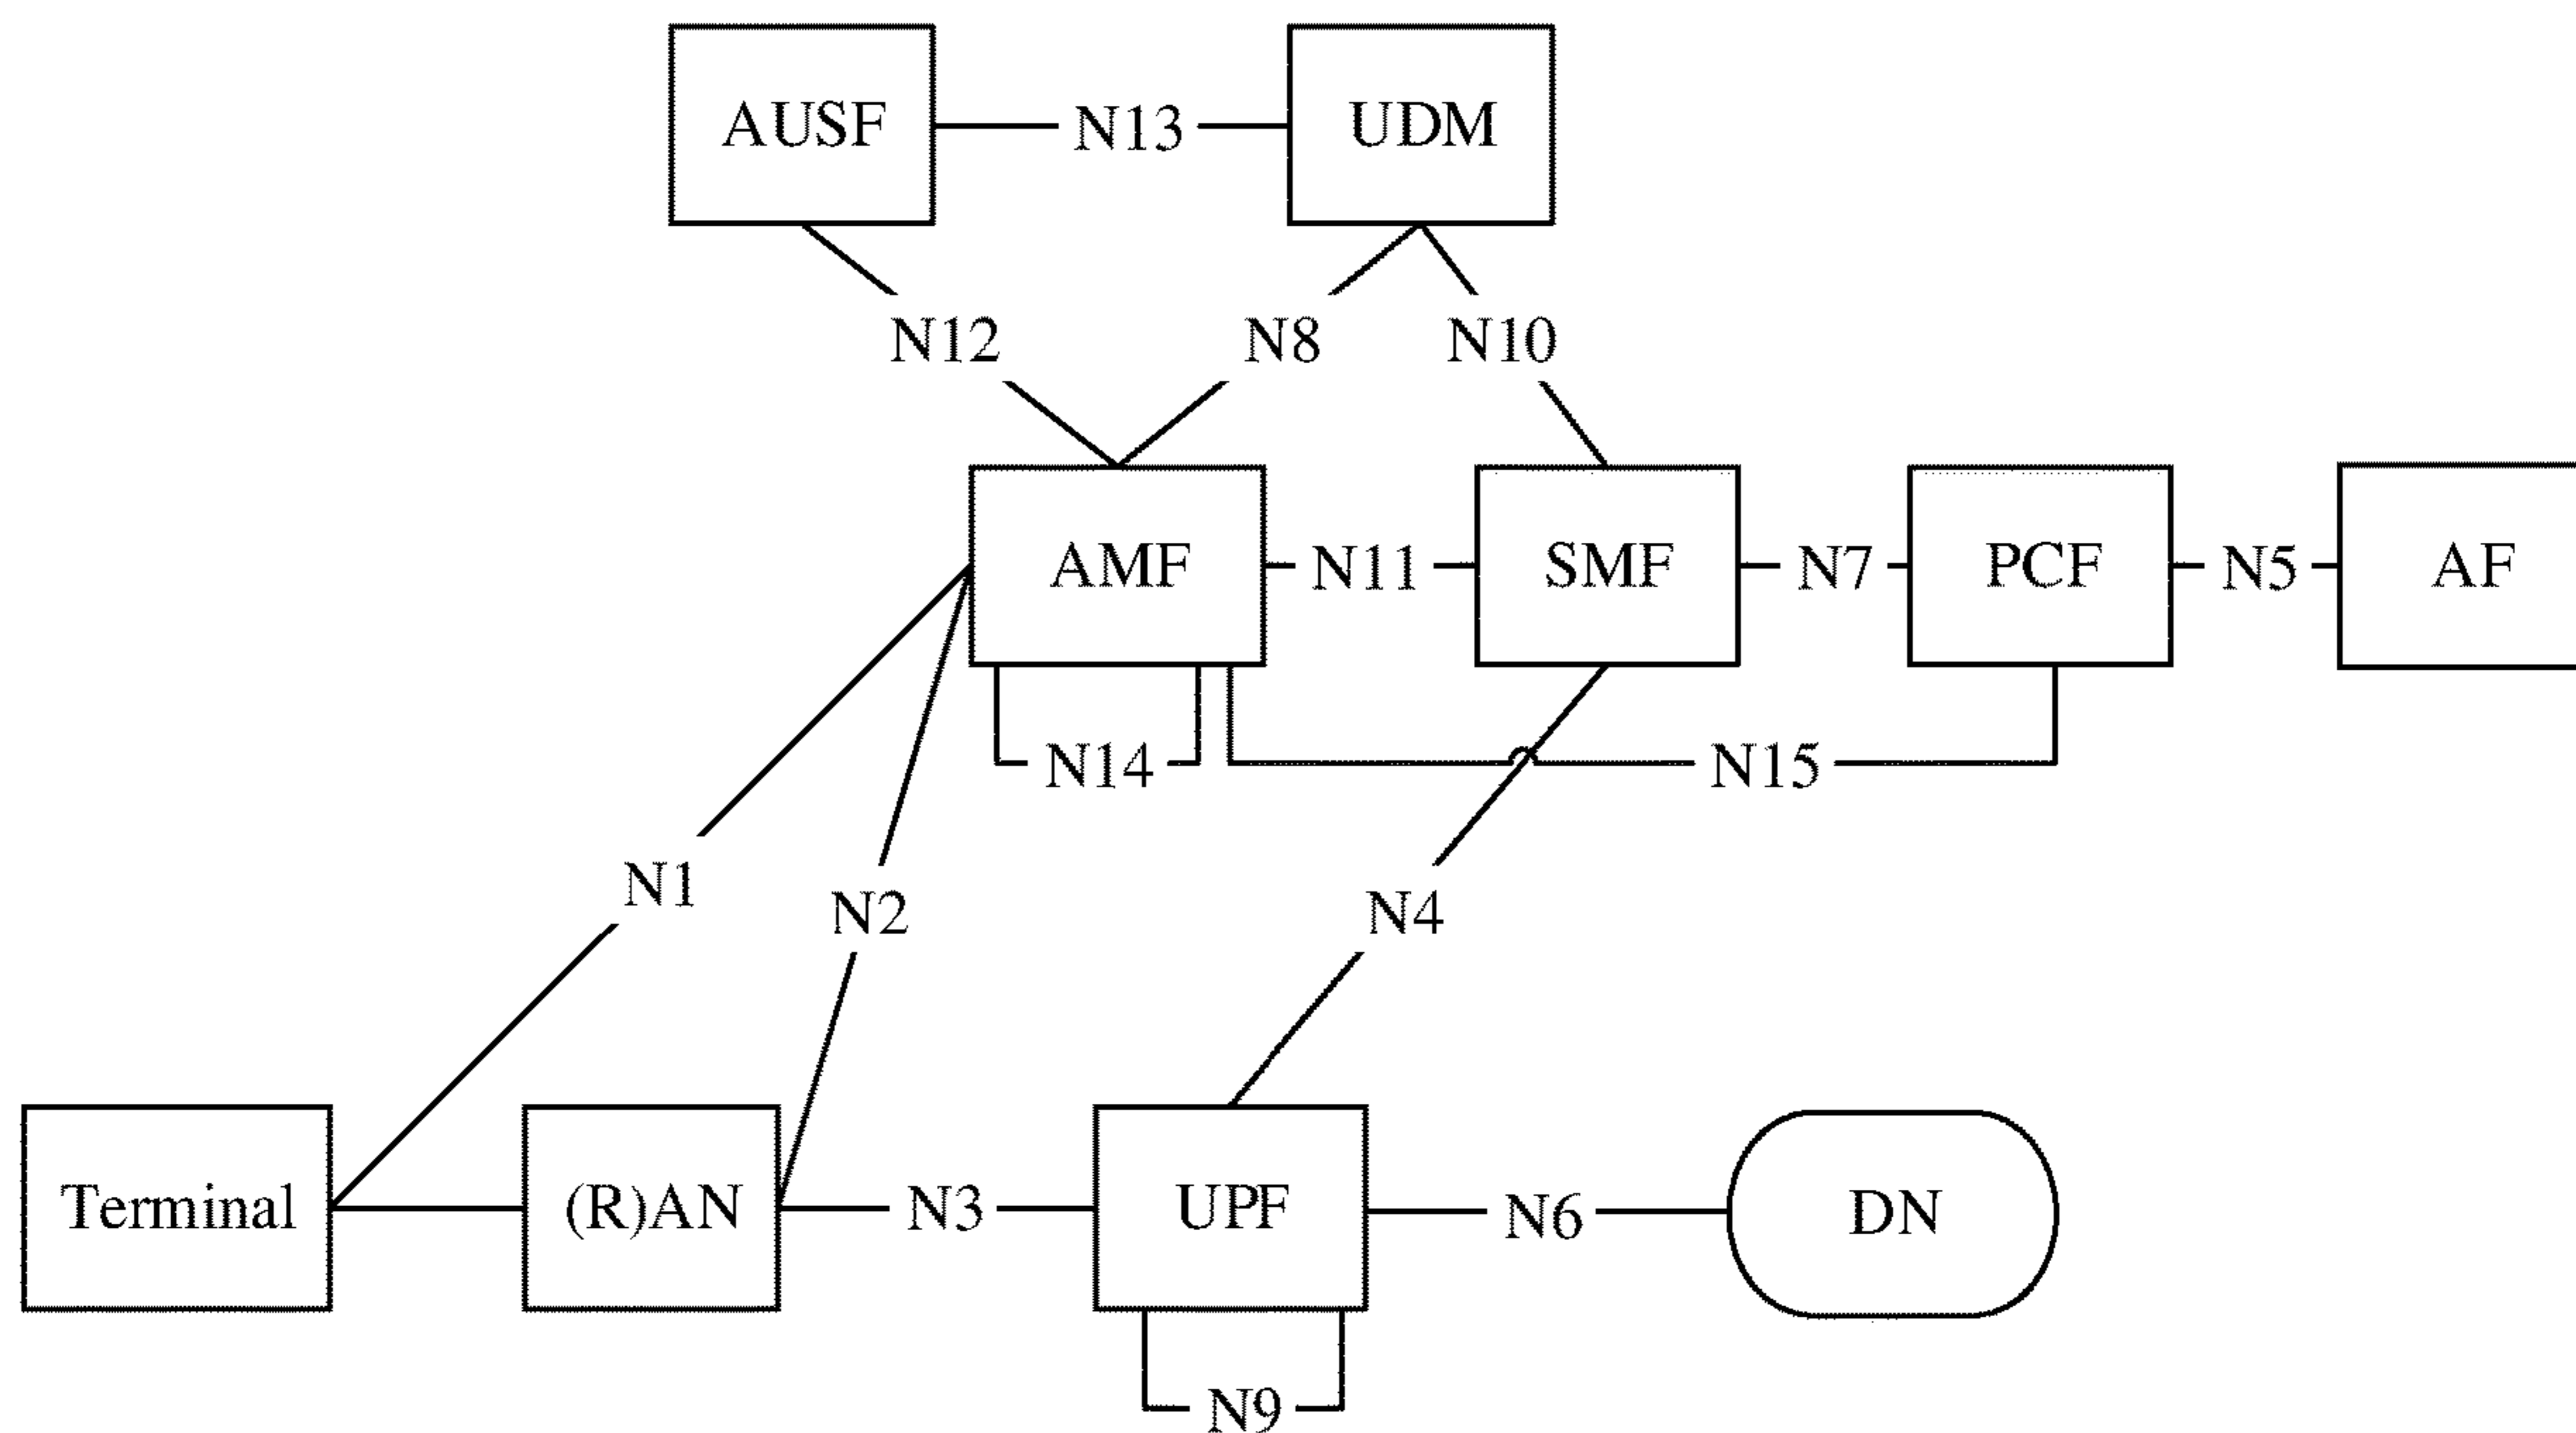 AUSF N13 UDM
N12 N8 N10
AMF N11 SMF N7 PCF N5 AF
N14 N15
N1 N2 N4
Terminal (R)AN N3 UPF N6 DN
N9